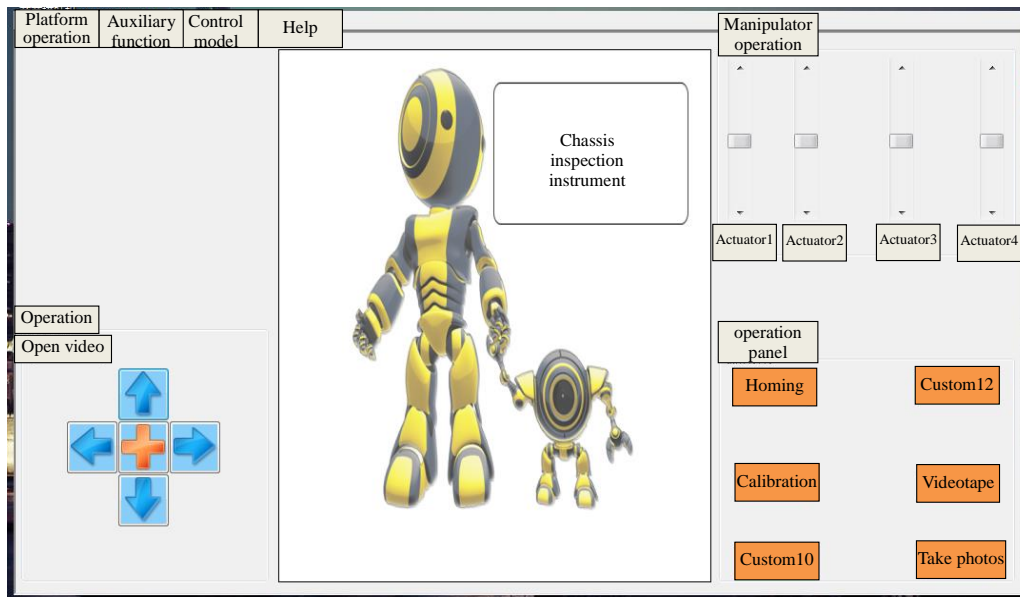 Platform
operation
Auxiliary
function
Control
model
Help
Manipulator
operation
Chassis
inspection
instrument
Actuator1
Actuator2
Actuator3
Actuator4
Operation
Open video
operation
panel
Homing
Custom12
Calibration
Videotape
Custom10
Take photos